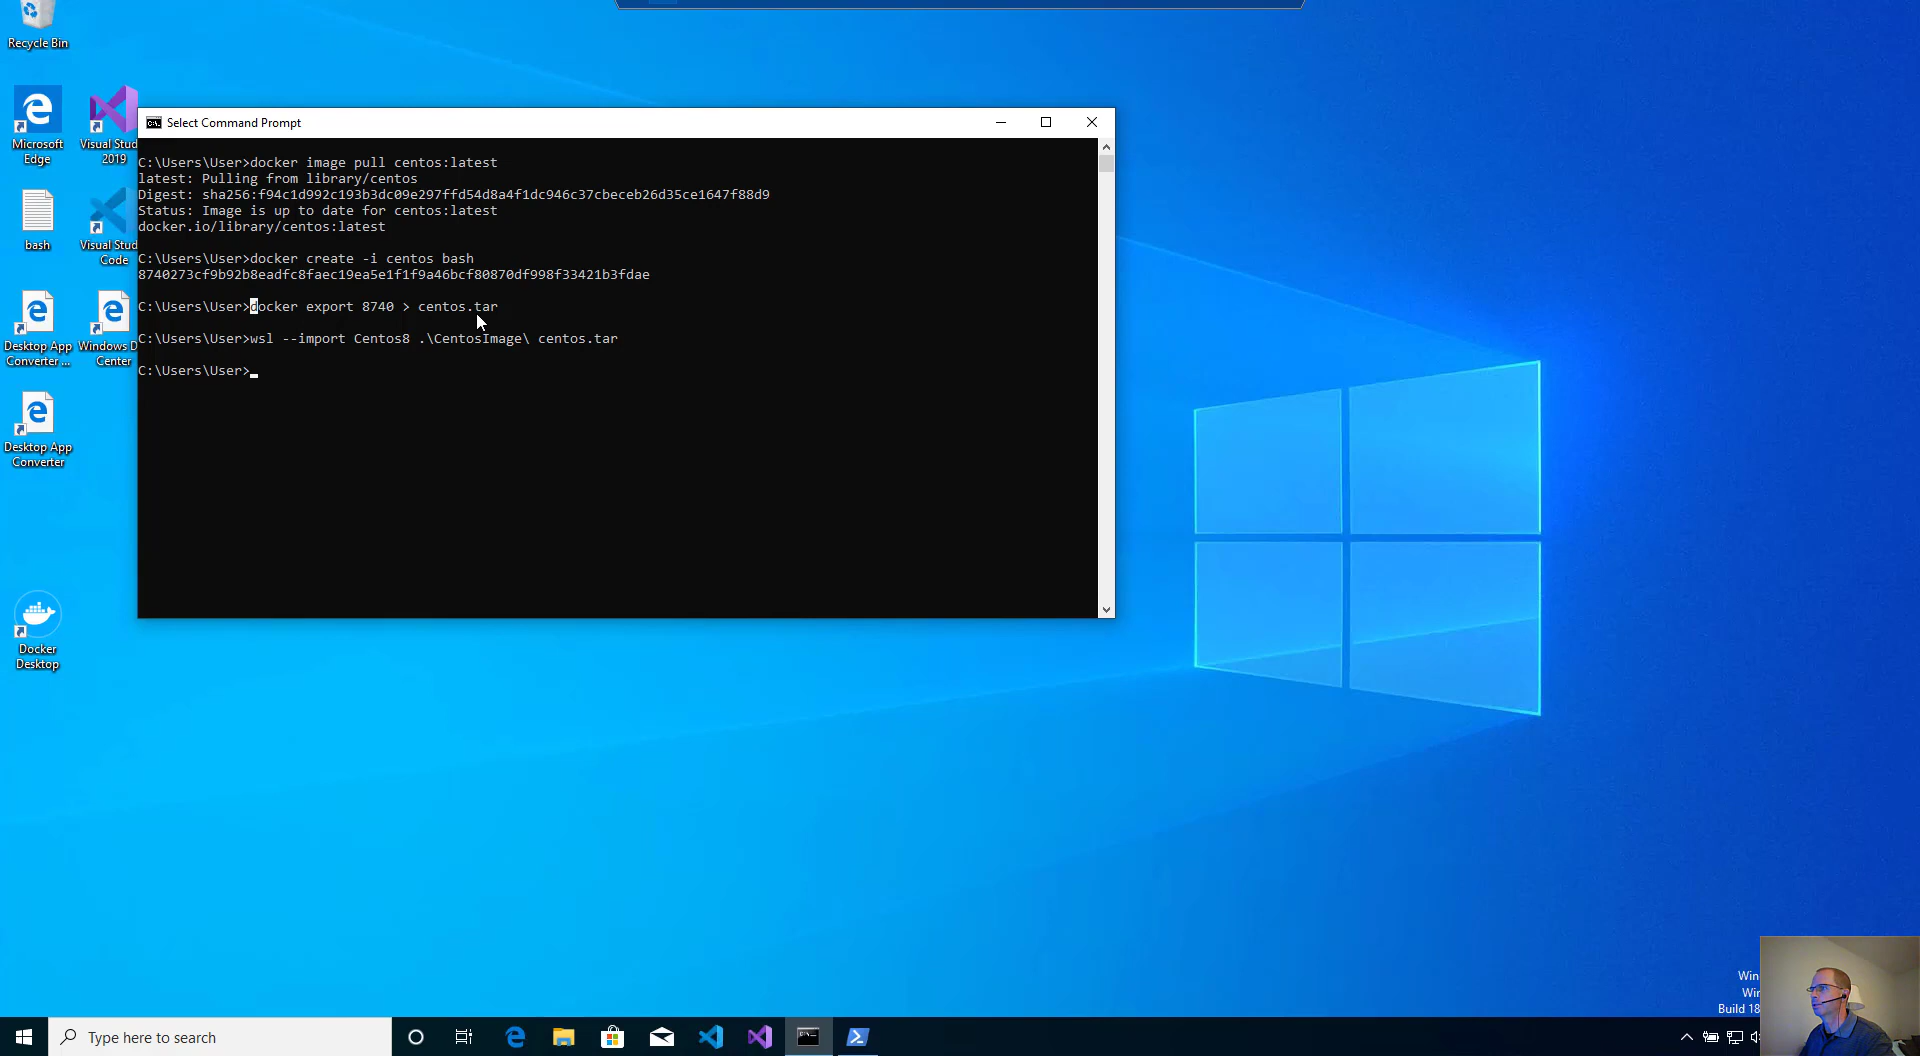 Recycle Bin
Microsoft
Edge
Visual Stud
2019
bash
Visual Stud
Code
Desktop App
Converter ...
Windows D
Center
Desktop App
Converter
Docker
Desktop
Select Command Prompt
C:\Users\User>docker image pull centos:latest
latest: Pulling from library/centos
Digest: sha256:f94c1d992c193b3dc09e297ffd54d8a4f1dc946c37cbeceb26d35ce1647f88d9
Status: Image is up to date for centos:latest
docker.io/library/centos:latest
C:\Users\User>docker create -i centos bash
8740273cf9b92b8eadfc8faec19ea5e1f1f9a46bcf80870df998f33421b3fdae
C:\Users\User>docker export 8740 > centos.tar
C:\Users\User>wsl --import Centos8 .\CentosImage\ centos.tar
C:\Users\User>
Win
Wi
Build 18
Type here to search